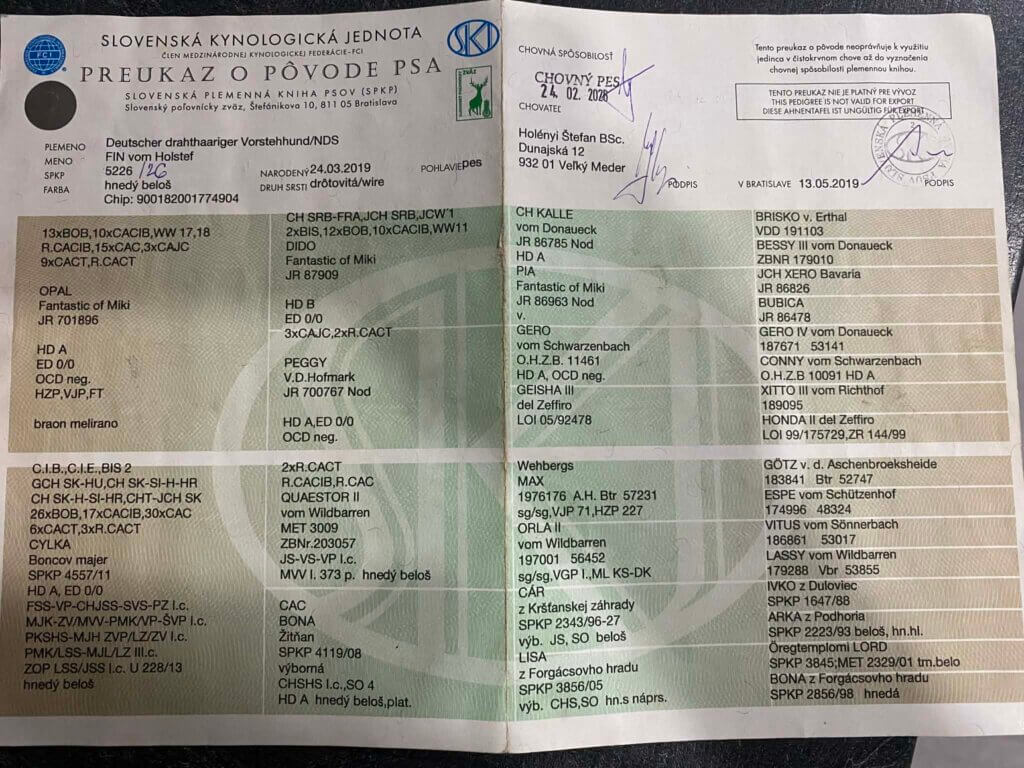 SLOVENSKÁ KYNOLOGICKÁ JEDNOTA
ČLEN MEDZINÁRODNEJ KYNOLOGICKEJ FEDERÁCIE-FCI
PREUKAZ O PÔVODE PSA
SLOVENSKÁ PLEMENNÁ KNIHA PSOV (SPKP)
Slovenský poľovnícky zväz, Štefánikova 10, 811 05 Bratislava
FCI
SKJ
PLEMENO Deutscher drahthaariger Vorstehhund/NDS
MENO FIN vom Holstef
SPKP 5226 /26 NARODENÝ 24.03.2019 POHLAVIE pes
FARBA hnedý beloš DRUH SRSTI drôtovitá/wire
Chip: 900182001774904
CHOVNÁ SPÔSOBILOSŤ
CHOVNÝ PES
24. 02. 2026
CHOVATEĽ
Holényi Štefan BSc.
Dunajská 12
932 01 Veľký Meder
PODPIS
Tento preukaz o pôvode neoprávňuje k využitiu
jedinca v čistokrvnom chove až do vyznačenia
chovnej spôsobilosti plemennou knihou.
TENTO PREUKAZ NIE JE PLATNÝ PRE VÝVOZ
THIS PEDIGREE IS NOT VALID FOR EXPORT
DIESE AHNENTAFEL IST UNGÜLTIG FÜR EXPORT
V BRATISLAVE 13.05.2019 PODPIS
13xBOB,10xCACIB,WW 17,18
R.CACIB,15xCAC,3xCAJC
9xCACT,R.CACT
OPAL
Fantastic of Miki
JR 701896
HD A
ED 0/0
OCD neg.
HZP,VJP,FT
braon melirano
CH SRB-FRA,JCH SRB,JCW'1
2xBIS,12xBOB,10xCACIB,WW11
DIDO
Fantastic of Miki
JR 87909
HD B
ED 0/0
3xCAJC,2xR.CACT
PEGGY
V.D.Hofmark
JR 700767 Nod
HD A,ED 0/0
OCD neg.
CH KALLE
vom Donaueck
JR 86785 Nod
HD A
PIA
Fantastic of Miki
JR 86963 Nod
v.
GERO
vom Schwarzenbach
O.H.Z.B. 11461
HD A, OCD neg.
GEISHA III
del Zeffiro
LOI 05/92478
BRISKO v. Erthal
VDD 191103
BESSY III vom Donaueck
ZBNR 179010
JCH XERO Bavaria
JR 86826
BUBICA
JR 86478
GERO IV vom Donaueck
187671 53141
CONNY vom Schwarzenbach
O.H.Z.B 10091 HD A
XITTO III vom Richthof
189095
HONDA II del Zeffiro
LOI 99/175729,ZR 144/99
C.I.B.,C.I.E.,BIS 2
GCH SK-HU,CH SK-SI-H-HR
CH SK-H-SI-HR,CHT-JCH SK
26xBOB,17xCACIB,30xCAC
6xCACT,3xR.CACT
CYLKA
Boncov majer
SPKP 4557/11
HD A, ED 0/0
FSS-VP-CHJSS-SVS-PZ I.c.
MJK-ZV/MVV-PMK/VP-ŠVP I.c.
PKSHS-MJH ZVP/LZ/ZV I.c.
PMK/LSS-MJL/LZ III.c.
ZOP LSS/JSS I.c. U 228/13
hnedý beloš
2xR.CACT
R.CACIB,R.CAC
QUAESTOR II
vom Wildbarren
MET 3009
ZBNr.203057
JS-VS-VP I.c.
MVV I. 373 p. hnedý beloš
CAC
BONA
Žitňan
SPKP 4119/08
výborná
CHSHS I.c.,SO 4
HD A hnedý beloš,plat.
Wehbergs
MAX
1976176 A.H. Btr 57231
sg/sg,VJP 71,HZP 227
ORLA II
vom Wildbarren
197001 56452
sg/sg,VGP I.,ML KS-DK
CÁR
z Kršťanskej záhrady
SPKP 2343/96-27
výb. JS, SO beloš
LISA
z Forgácsovho hradu
SPKP 3856/05
výb. CHS,SO hn.s náprs.
GÖTZ v. d. Aschenbroeksheide
183841 Btr 52747
ESPE vom Schützenhof
174996 48324
VITUS vom Sönnerbach
186861 53017
LASSY vom Wildbarren
179288 Vbr 53855
IVKO z Duloviec
SPKP 1647/88
ARKA z Podhoria
SPKP 2223/93 beloš, hn.hl.
Öregtemplomi LORD
SPKP 3845;MET 2329/01 tm.belo
BONA z Forgácsovho hradu
SPKP 2856/98 hnedá